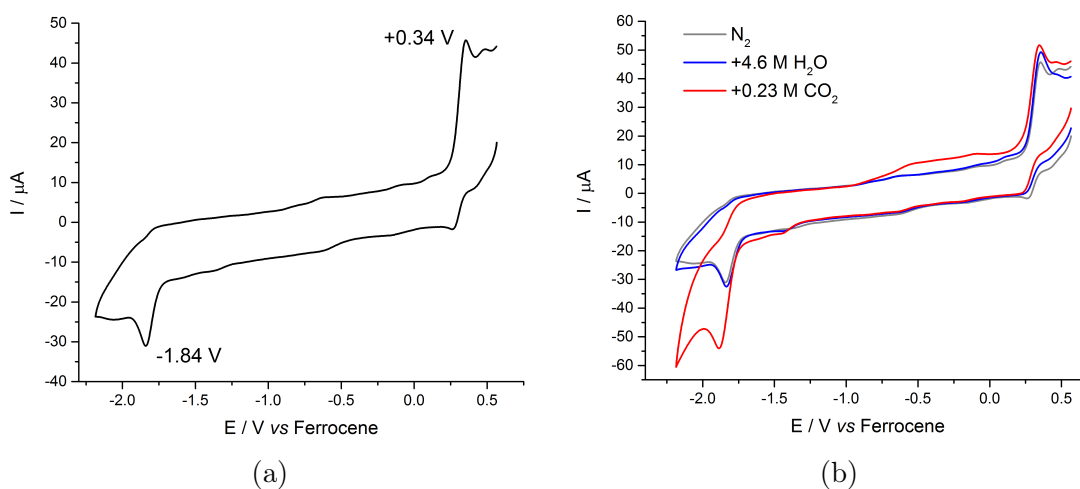 50
40
30
20
10
0
-10
-20
-30
-40
I / µA
+0.34 V
-1.84 V
-2.0 -1.5 -1.0 -0.5 0.0 0.5
E / V vs Ferrocene
(a)
60
50
40
30
20
10
0
-10
-20
-30
-40
-50
-60
I / µA
N₂
+4.6 M H₂O
+0.23 M CO₂
-2.0 -1.5 -1.0 -0.5 0.0 0.5
E / V vs Ferrocene
(b)